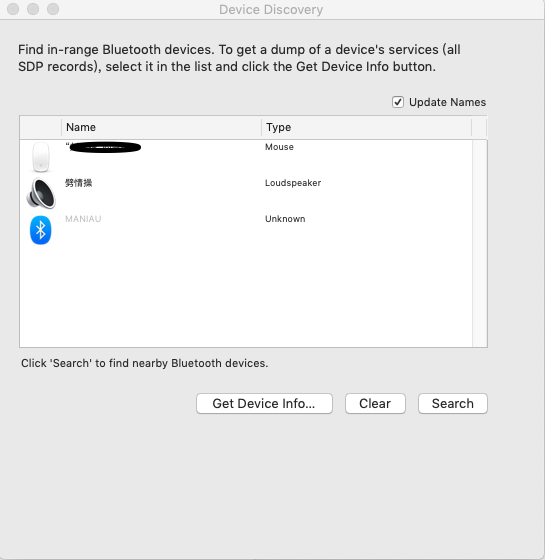 Device Discovery
Find in-range Bluetooth devices. To get a dump of a device's services (all
SDP records), select it in the list and click the Get Device Info button.
Update Names
Name Type
Mouse
劈情操 Loudspeaker
MANIAU Unknown
Click 'Search' to find nearby Bluetooth devices.
Get Device Info... Clear Search